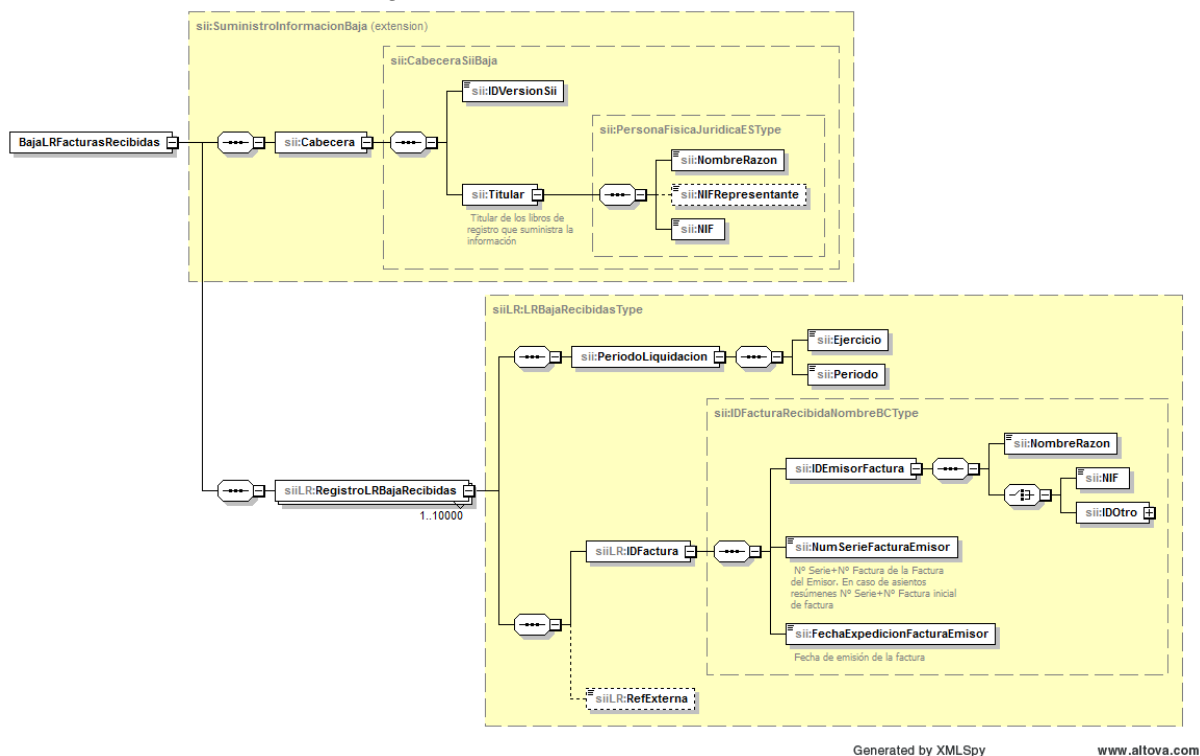 sii:SuministroInformacionBaja (extension)
sii:CabeceraSiiBaja
sii:IDVersionSii
sii:PersonaFisicaJuridicaESType
BajaLRFacturasRecibidas
sii:Cabecera
sii:NombreRazon
sii:Titular
sii:NIFRepresentante
Titular de los libros de
registro que suministra la
información
sii:NIF
siiLR:LRBajaRecibidasType
sii:Ejercicio
sii:PeriodoLiquidacion
sii:Periodo
sii:IDFacturaRecibidaNombreBCType
sii:NombreRazon
sii:IDEmisorFactura
sii:NIF
siiLR:RegistroLRBajaRecibidas
1..10000
sii:IDOtro
siiLR:IDFactura
sii:NumSerieFacturaEmisor
Nº Serie+Nº Factura de la Factura
del Emisor. En caso de asientos
resúmenes Nº Serie+Nº Factura inicial
de factura
sii:FechaExpedicionFacturaEmisor
Fecha de emisión de la factura
siiLR:RefExterna
Generated by XMLSpy
www.altova.com